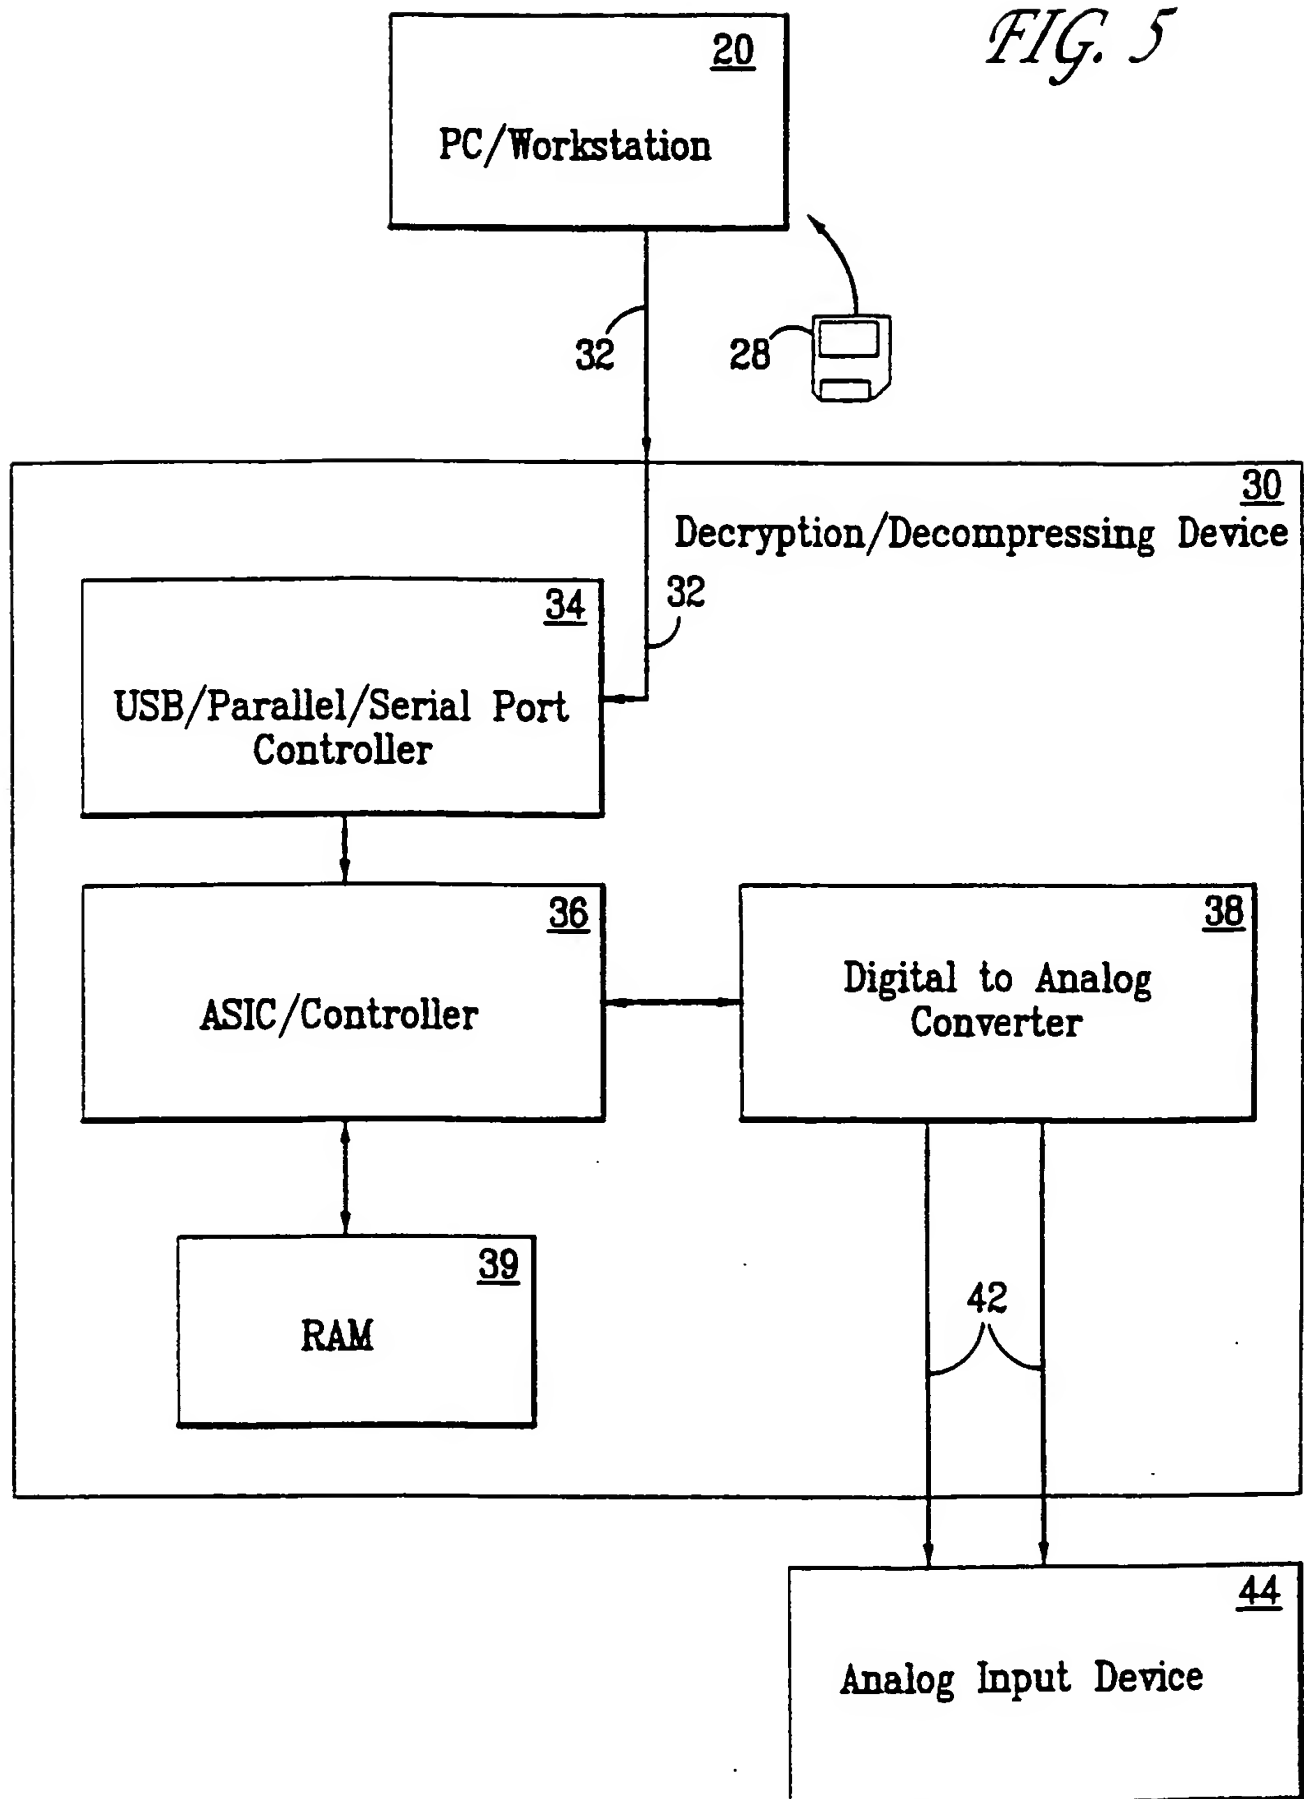 FIG. 5
20
PC/Workstation
32
28
30
Decryption/Decompressing Device
32
34
USB/Parallel/Serial Port
Controller
36
ASIC/Controller
38
Digital to Analog
Converter
39
RAM
42
44
Analog Input Device